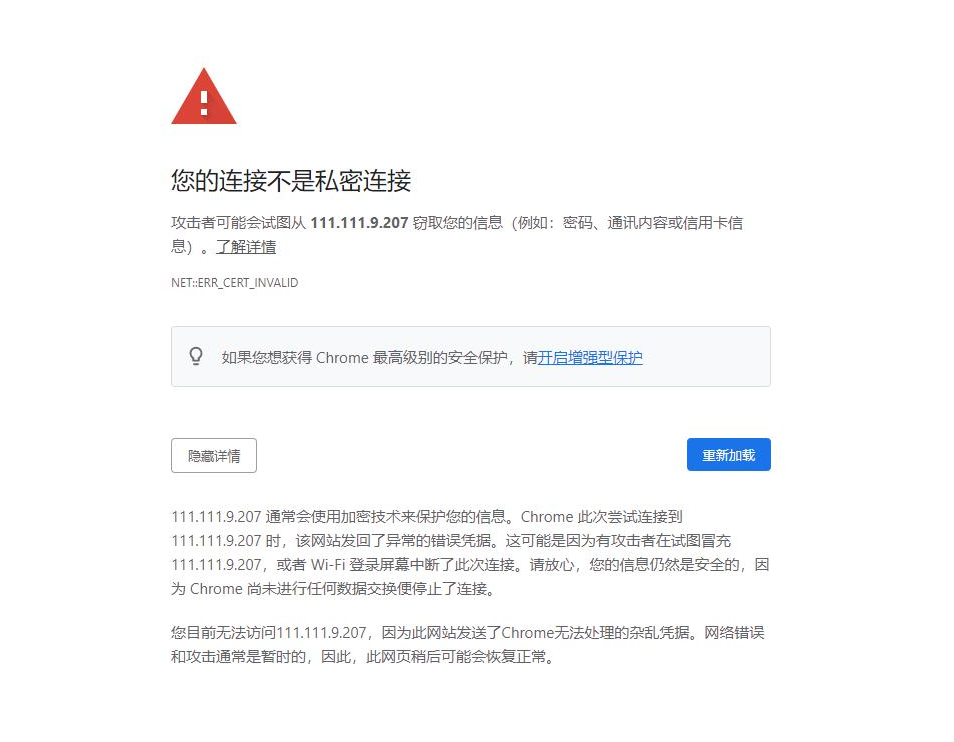 您的连接不是私密连接
攻击者可能会试图从 111.111.9.207 窃取您的信息（例如：密码、通讯内容或信用卡信
息）。了解详情
NET::ERR_CERT_INVALID
如果您想获得 Chrome 最高级别的安全保护，请开启增强型保护
隐藏详情
重新加载
111.111.9.207 通常会使用加密技术来保护您的信息。Chrome 此次尝试连接到
111.111.9.207 时，该网站发回了异常的错误凭据。这可能是因为有攻击者在试图冒充
111.111.9.207，或者 Wi-Fi 登录屏幕中断了此次连接。请放心，您的信息仍然是安全的，因
为 Chrome 尚未进行任何数据交换便停止了连接。
您目前无法访问111.111.9.207，因为此网站发送了Chrome无法处理的杂乱凭据。网络错误
和攻击通常是暂时的，因此，此网页稍后可能会恢复正常。